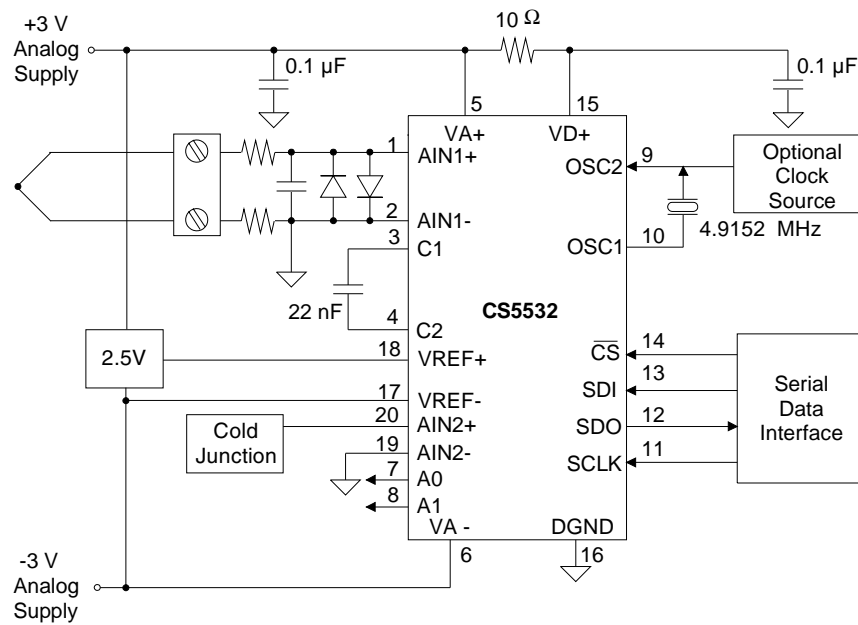 +3 V
Analog
Supply
10 Ω
0.1 µF
0.1 µF
5
15
VA+
VD+
1
AIN1+
2
AIN1-
3
C1
22 nF
4
C2
18
VREF+
2.5V
17
VREF-
20
AIN2+
Cold
Junction
19
AIN2-
7
A0
8
A1
VA -
6
CS5532
OSC2
9
Optional
Clock
Source
4.9152 MHz
OSC1
10
CS
14
SDI
13
SDO
12
SCLK
11
Serial
Data
Interface
DGND
16
-3 V
Analog
Supply